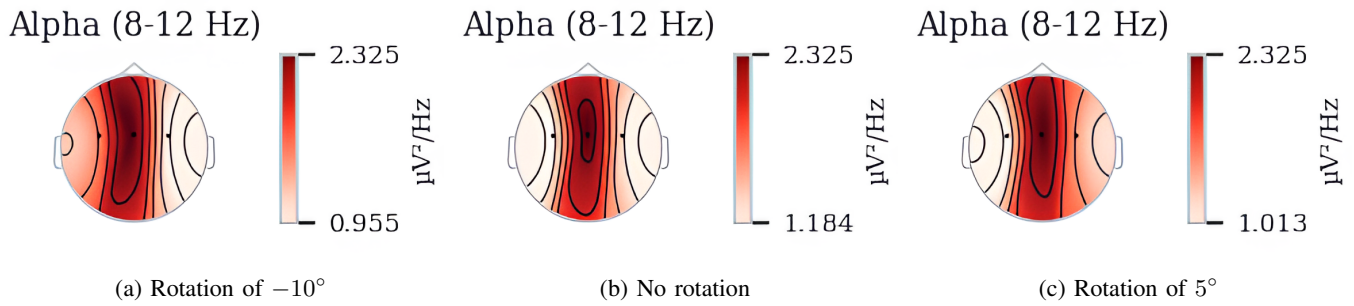 Alpha (8-12 Hz)
2.325
µV²/Hz
0.955
(a) Rotation of −10°
Alpha (8-12 Hz)
2.325
µV²/Hz
1.184
(b) No rotation
Alpha (8-12 Hz)
2.325
µV²/Hz
1.013
(c) Rotation of 5°